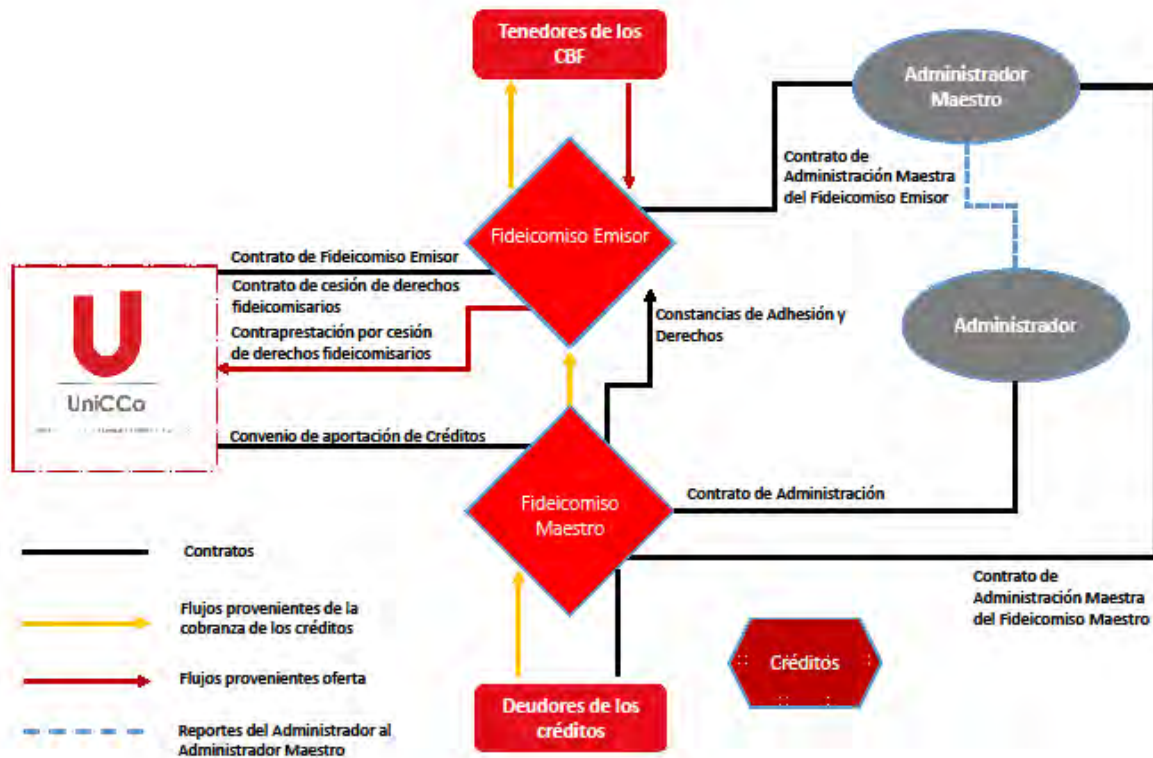 Tenedores de los
CBF
Administrador
Maestro
Contrato de
Administración Maestra
del Fideicomiso Emisor
Fideicomiso Emisor
Contrato de Fideicomiso Emisor
Contrato de cesión de derechos
fideicomisarios
Contraprestación por cesión
de derechos fideicomisarios
Constancias de Adhesión y
Derechos
Administrador
U
UniCCo
Convenio de aportación de Créditos
Fideicomiso
Maestro
Contrato de Administración
Contratos
Contrato de
Administración Maestra
del Fideicomiso Maestro
Flujos provenientes de la
cobranza de los créditos
Créditos
Flujos provenientes oferta
Deudores de los
créditos
Reportes del Administrador al
Administrador Maestro